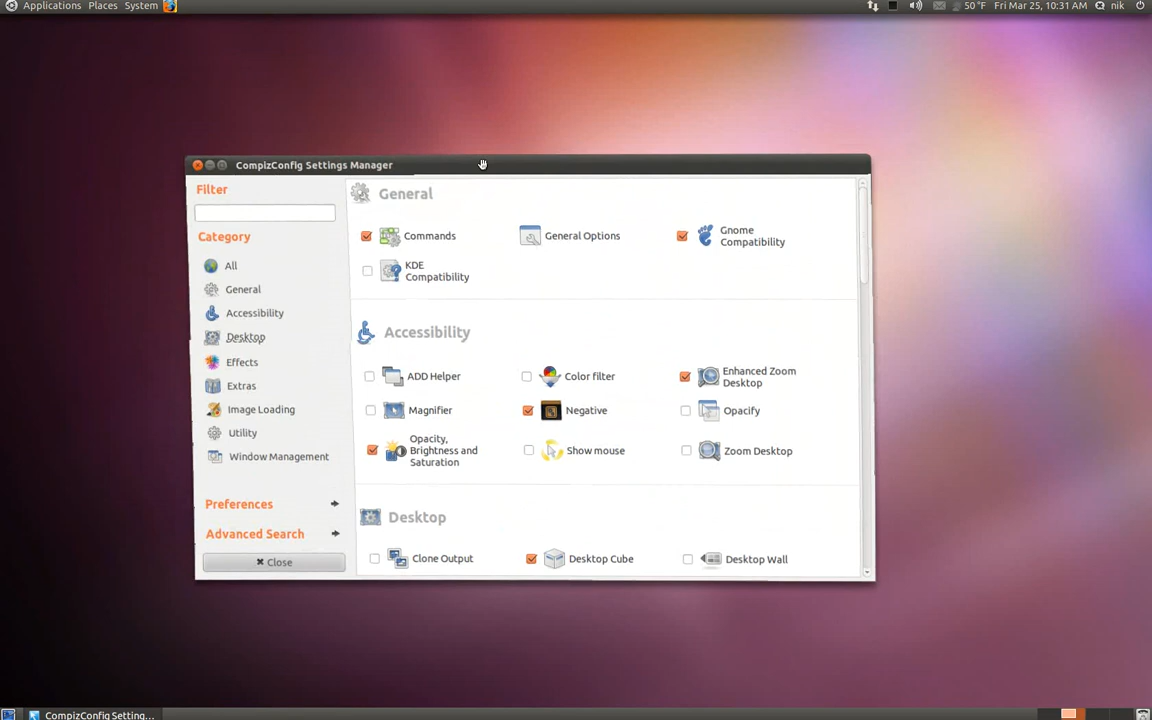 Applications Places System 50 °F Fri Mar 25, 10:31 AM nik
CompizConfig Settings Manager
Filter
Category
All
General
Accessibility
Desktop
Effects
Extras
Image Loading
Utility
Window Management
Preferences
Advanced Search
Close
General
Commands
General Options
Gnome
Compatibility
KDE
Compatibility
Accessibility
ADD Helper
Color filter
Enhanced Zoom
Desktop
Magnifier
Negative
Opacify
Opacity,
Brightness and
Saturation
Show mouse
Zoom Desktop
Desktop
Clone Output
Desktop Cube
Desktop Wall
CompizConfig Setting...